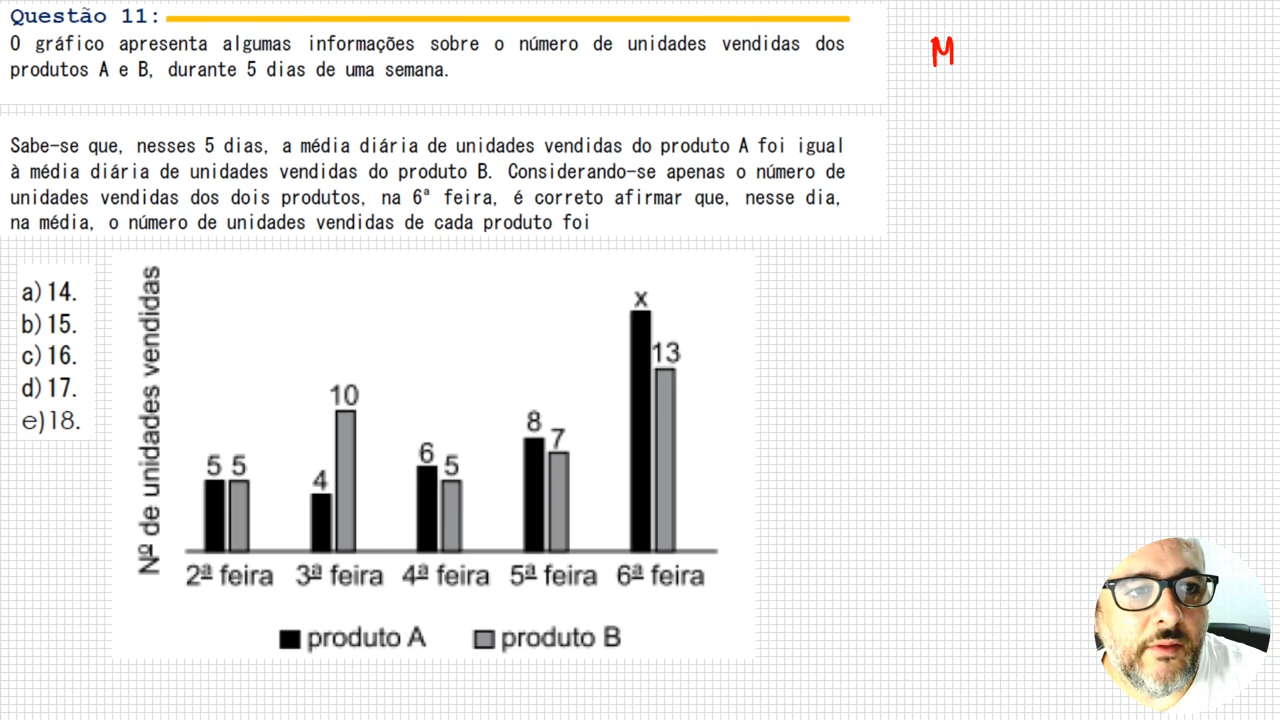 Questão 11:
O gráfico apresenta algumas informações sobre o número de unidades vendidas dos
produtos A e B, durante 5 dias de uma semana.
M
Sabe-se que, nesses 5 dias, a média diária de unidades vendidas do produto A foi igual
à média diária de unidades vendidas do produto B. Considerando-se apenas o número de
unidades vendidas dos dois produtos, na 6ª feira, é correto afirmar que, nesse dia,
na média, o número de unidades vendidas de cada produto foi
a)14.
b)15.
c)16.
d)17.
e)18.
Nº de unidades vendidas
5 5
4 10
6 5
8 7
x 13
2ª feira 3ª feira 4ª feira 5ª feira 6ª feira
produto A produto B